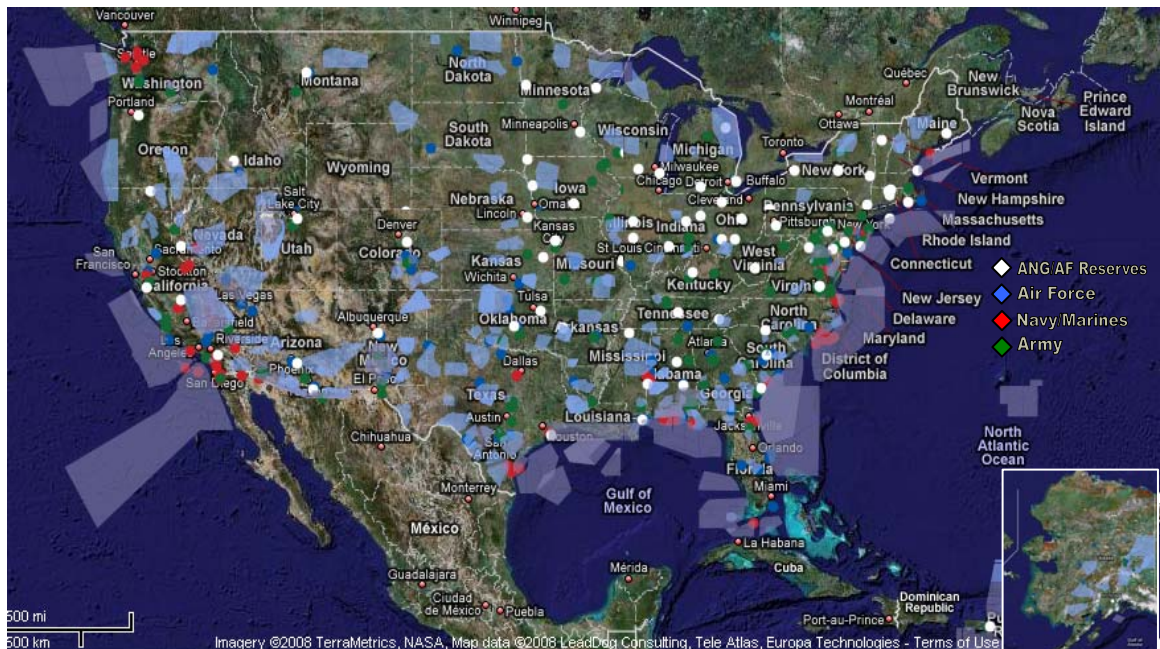 Vancouver
Winnipeg
Seattle
Washington
Montana
North
Dakota
Minnesota
Québec
New
Brunswick
Montréal
Ottawa
Maine
Nova
Scotia
Prince
Edward
Island
Portland
Oregon
Idaho
Wyoming
South
Dakota
Minneapolis
Wisconsin
Michigan
Toronto
Milwaukee
Chicago
Detroit
Buffalo
New York
Vermont
New Hampshire
Massachusetts
Rhode Island
Connecticut
Salt
Lake City
Nebraska
Lincoln
Omaha
Iowa
Cleveland
Pennsylvania
Pittsburgh
New York
Nevada
Utah
Denver
Colorado
Kansas
City
Illinois
Indiana
Ohio
St Louis
Cincinnati
West
Virginia
San
Francisco
Sacramento
Stockton
California
Las Vegas
Kansas
Wichita
Missouri
Kentucky
Virginia
New Jersey
Delaware
Maryland
District of
Columbia
ANG/AF Reserves
Air Force
Navy/Marines
Army
Bakersfield
Riverside
Los
Angeles
San Diego
Arizona
Phoenix
Albuquerque
New
Mexico
El Paso
Tulsa
Oklahoma
Arkansas
Tennessee
North
Carolina
Atlanta
South
Carolina
Mississippi
Alabama
Georgia
Dallas
Texas
Austin
San
Antonio
Houston
Louisiana
Jacksonville
Orlando
Florida
Miami
Chihuahua
Monterrey
México
Gulf of
Mexico
North
Atlantic
Ocean
La Habana
Cuba
Mérida
Guadalajara
Ciudad
de México
Puebla
Dominican
Republic
Port-au-Prince
500 mi
500 km
Imagery ©2008 TerraMetrics, NASA, Map data ©2008 LeadDog Consulting, Tele Atlas, Europa Technologies - Terms of Use